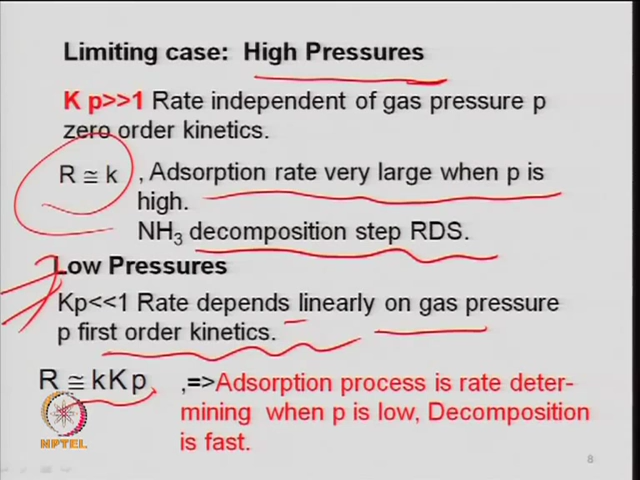 Limiting case: High Pressures
K p>>1 Rate independent of gas pressure p
zero order kinetics.
R ≅ k , Adsorption rate very large when p is
high.
NH₃ decomposition step RDS.
Low Pressures
Kp<<1 Rate depends linearly on gas pressure
p first order kinetics.
R ≅ kKp ,=>Adsorption process is rate deter-
mining when p is low, Decomposition
is fast.
NPTEL
8